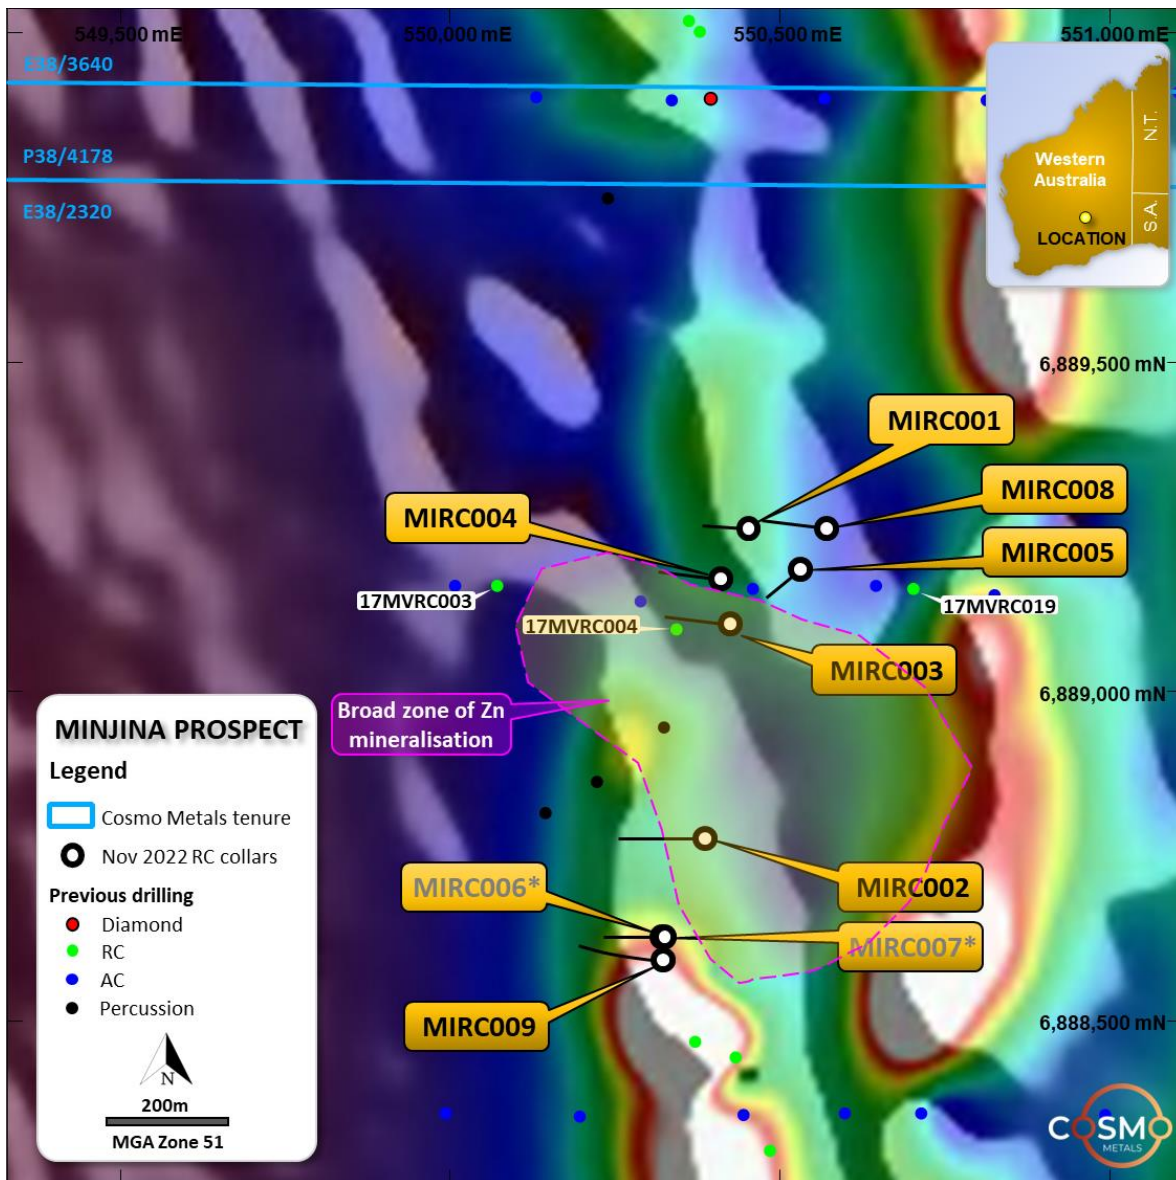 549,500 mE
550,000 mE
550,500 mE
551,000 mE
E38/3640
P38/4178
E38/2320
Western
Australia
N.T.
S.A.
LOCATION
6,889,500 mN
MIRC001
MIRC008
MIRC004
MIRC005
17MVRC003
17MVRC019
17MVRC004
MIRC003
6,889,000 mN
Broad zone of Zn
mineralisation
MIRC002
MIRC006*
MIRC007*
MIRC009
6,888,500 mN
MINJINA PROSPECT
Legend
Cosmo Metals tenure
Nov 2022 RC collars
Previous drilling
Diamond
RC
AC
Percussion
N
200m
MGA Zone 51
COSMO
METALS